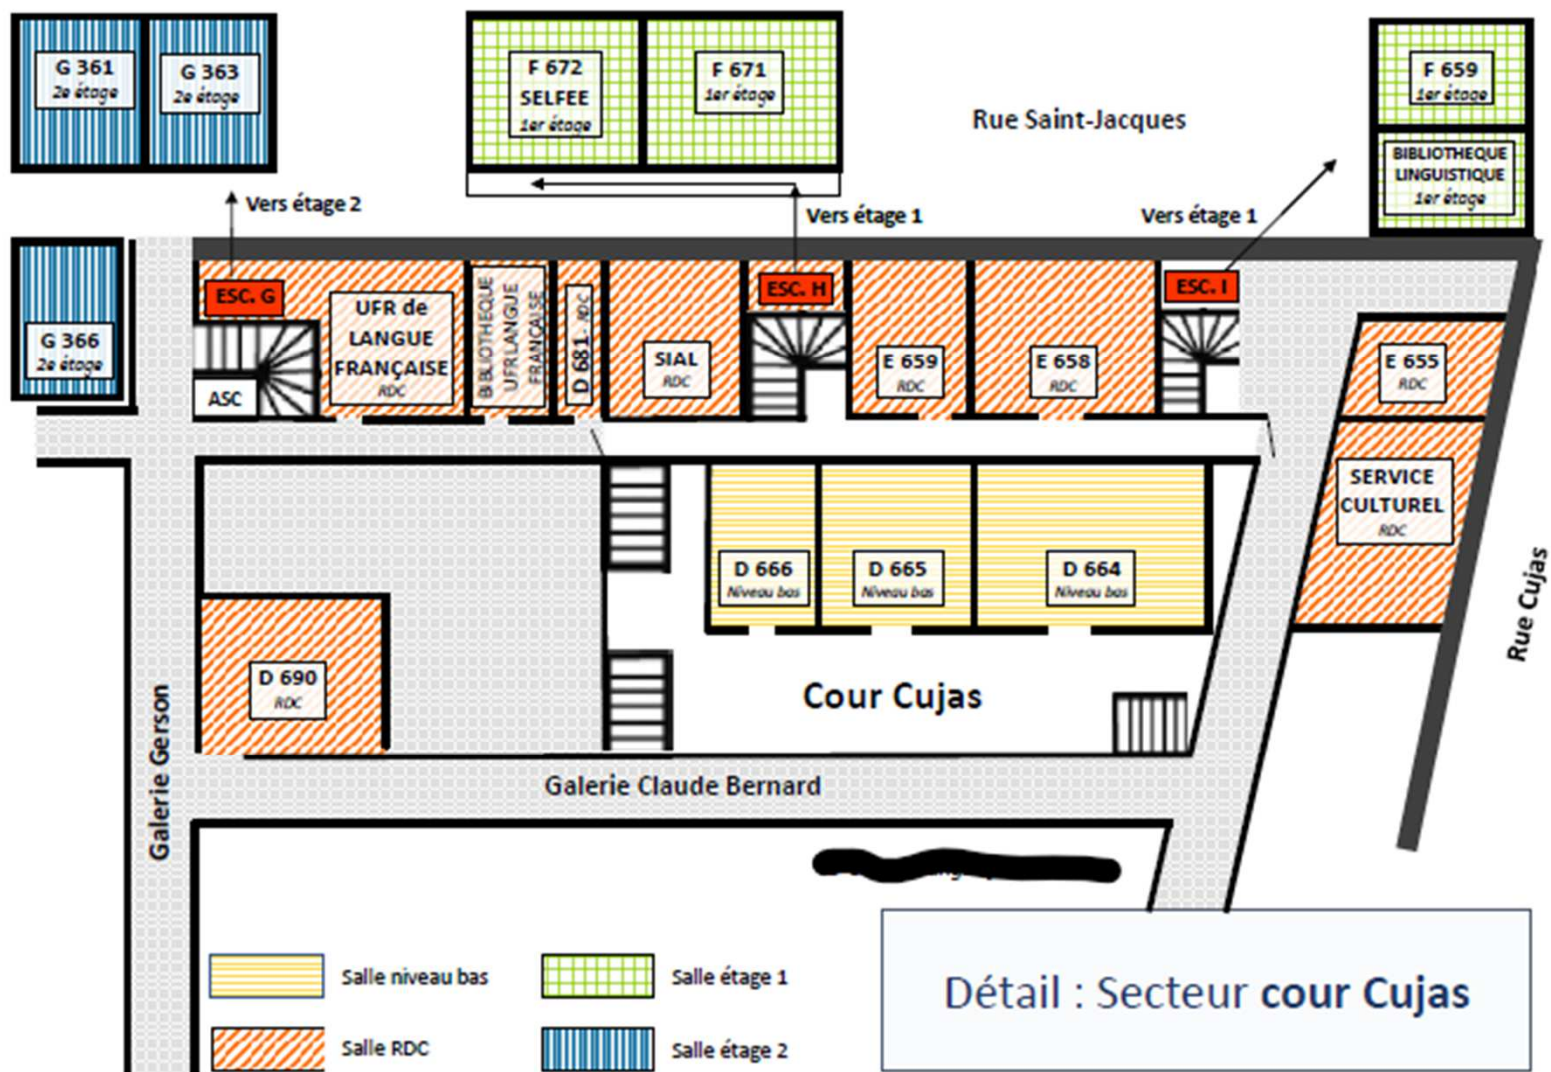 G 361
2e étage
G 363
2e étage
F 672
SELFEE
1er étage
F 671
1er étage
Rue Saint-Jacques
F 659
1er étage
BIBLIOTHEQUE
LINGUISTIQUE
1er étage
Vers étage 2
Vers étage 1
Vers étage 1
G 366
2e étage
ESC. G
ASC
UFR de
LANGUE
FRANÇAISE
RDC
BIBLIOTHEQUE
UFR LANGUE
FRANÇAISE
D 681 - RDC
SIAL
RDC
ESC. H
E 659
RDC
E 658
RDC
ESC. I
E 655
RDC
SERVICE
CULTUREL
RDC
D 666
Niveau bas
D 665
Niveau bas
D 664
Niveau bas
D 690
RDC
Cour Cujas
Rue Cujas
Galerie Gerson
Galerie Claude Bernard
Salle niveau bas
Salle étage 1
Salle RDC
Salle étage 2
Détail : Secteur cour Cujas